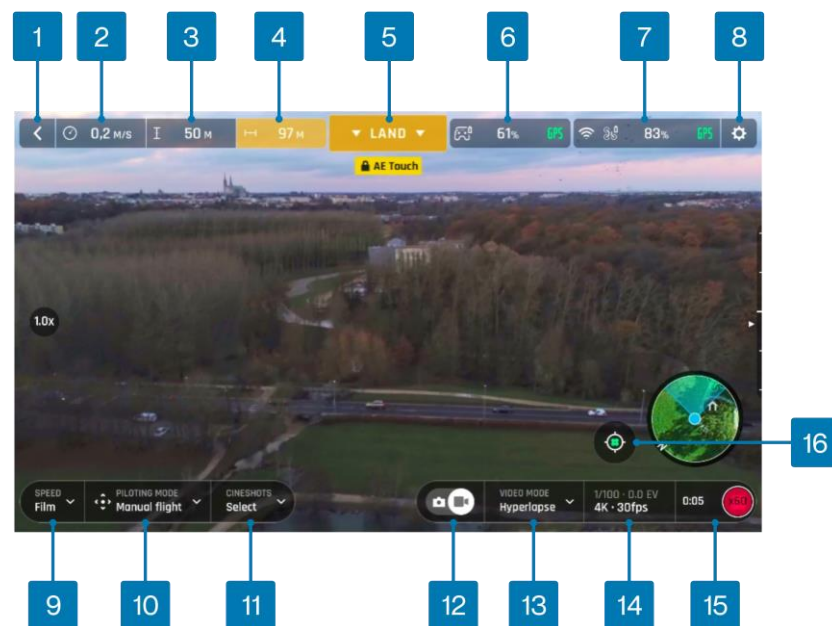 1 2 3 4 5 6 7 8
0,2 M/S 50 M 97 M LAND 61% GPS 83% GPS
AE Touch
1.0x
16
SPEED PILOTING MODE CINESHOTS VIDEO MODE 1/100 · 0.0 EV 0:05 x60
Film Manual flight Select Hyperlapse 4K · 30fps
9 10 11 12 13 14 15